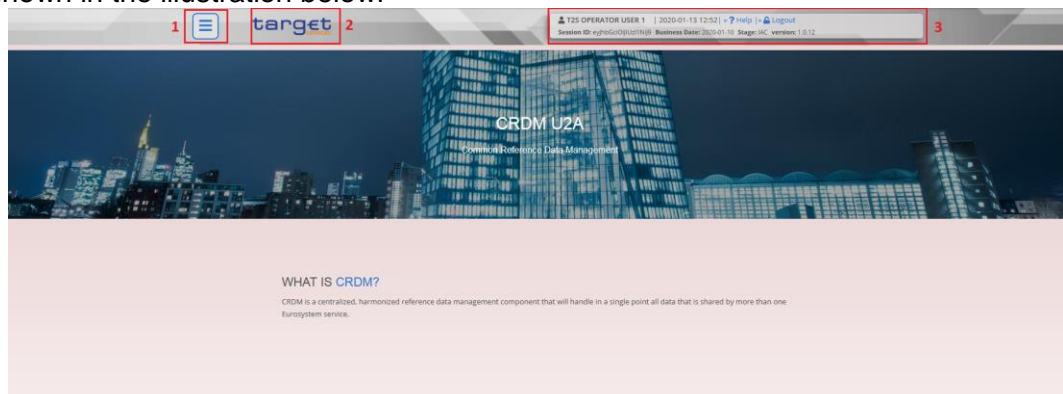 nown in the illustration below.
1
target
2
T2S OPERATOR USER 1 | 2020-01-13 12:52 | » ? Help | » Logout
Business Date: 2020-01-10 Stage: IAC version: 1.0.12
3
CRDM U2A
Common Reference Data Management
WHAT IS CRDM?
CRDM is a centralized, harmonized reference data management component that will handle in a single point all data that is shared by more than one
Eurosystem service.